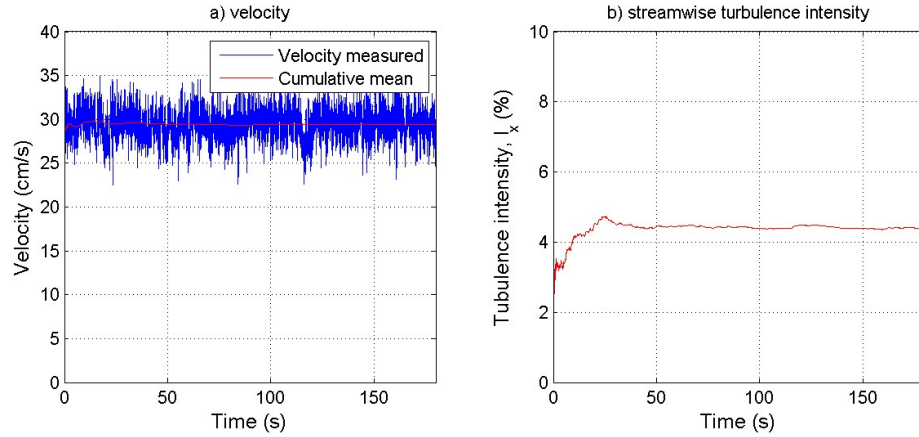 a) velocity
40
35
30
25
20
15
10
5
0
0
50
100
150
Velocity (cm/s)
Time (s)
Velocity measured
Cumulative mean
b) streamwise turbulence intensity
10
8
6
4
2
0
0
50
100
150
Tubulence intensity, I_x (%)
Time (s)